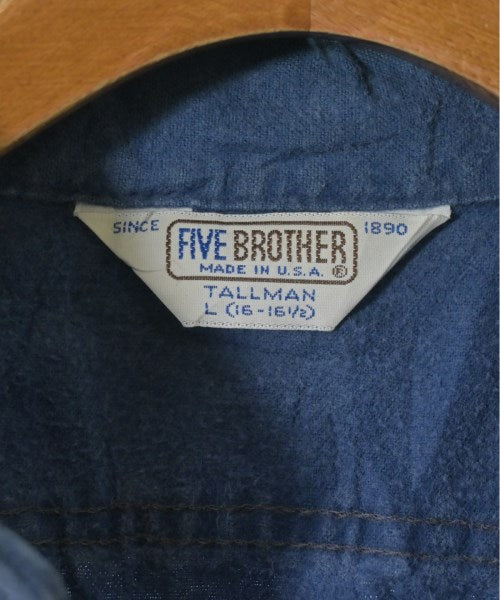 SINCE 1890
FIVE BROTHER
MADE IN U.S.A. ®
TALLMAN
L (16-16½)